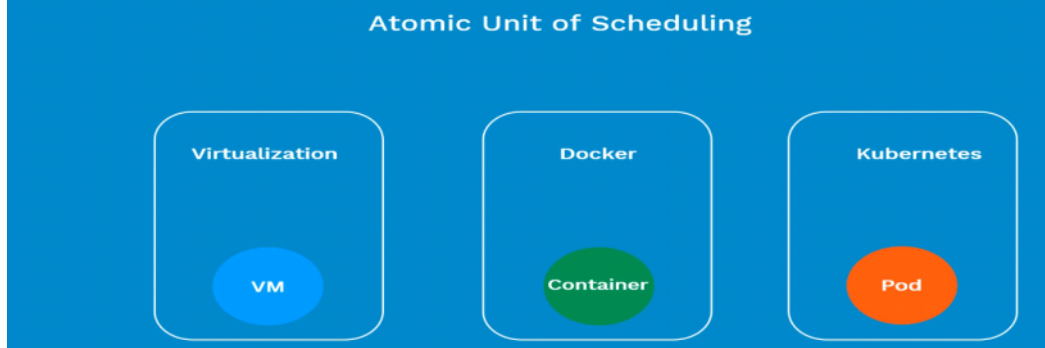 Atomic Unit of Scheduling
Virtualization
Docker
Kubernetes
VM
Container
Pod